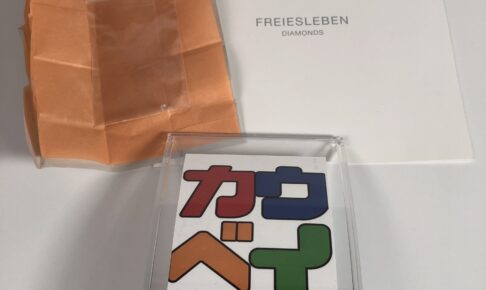 FREIESLEBEN
DIAMONDS
カウ
ベイ